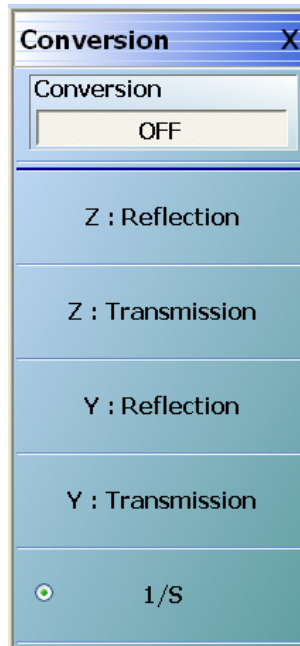 Conversion X
Conversion
OFF
Z : Reflection
Z : Transmission
Y : Reflection
Y : Transmission
1/S